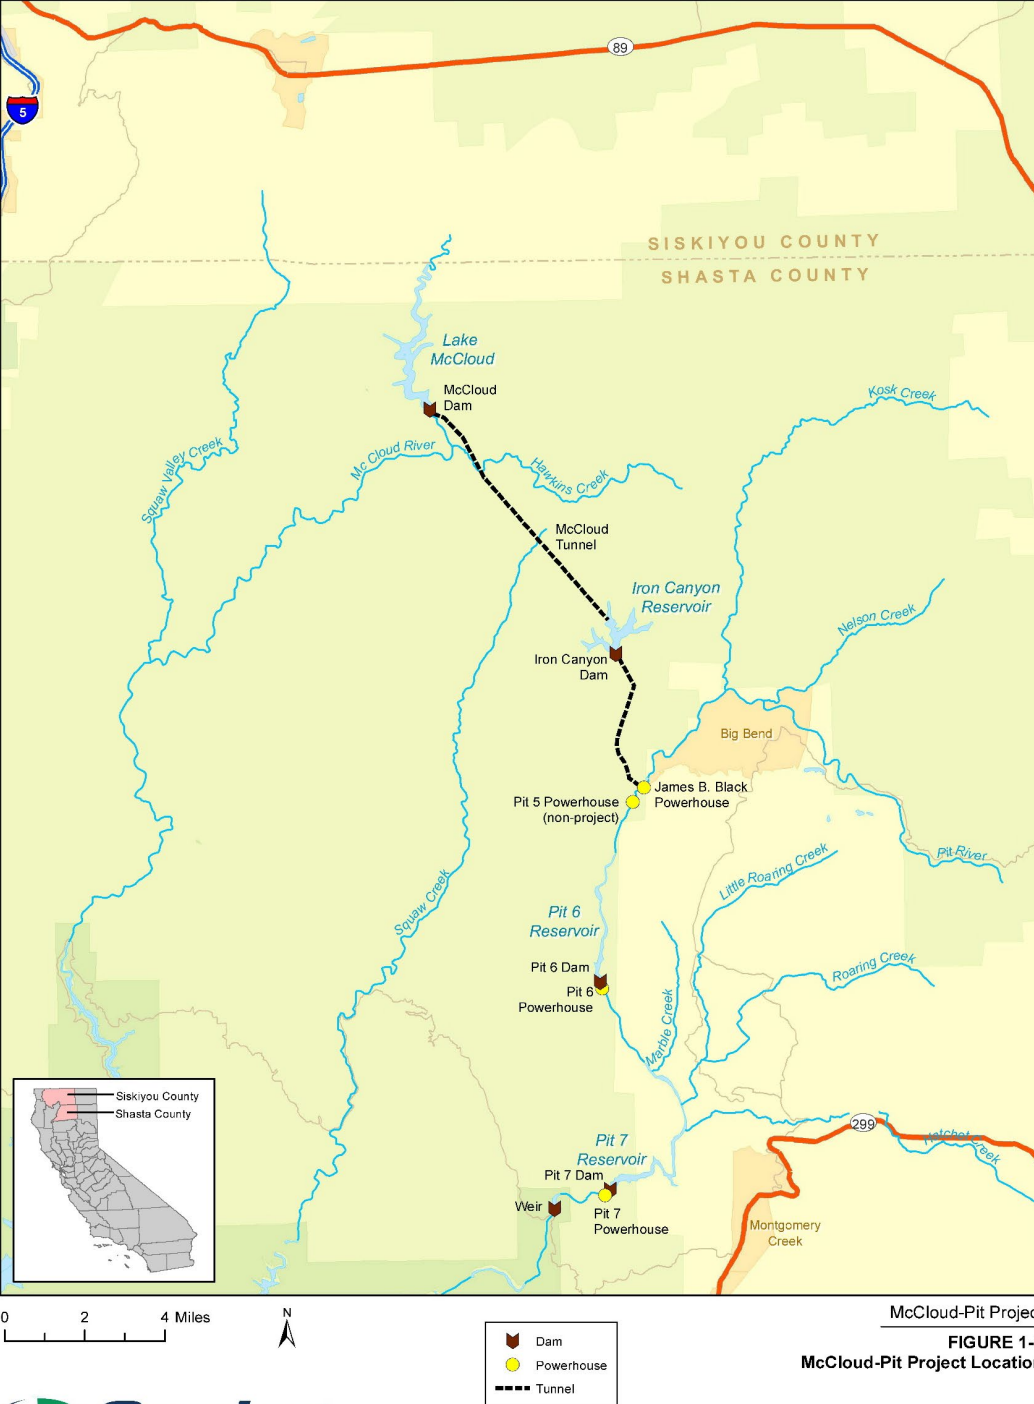 89
5
SISKIYOU COUNTY
SHASTA COUNTY
Lake
McCloud
McCloud
Dam
Kosk Creek
Squaw Valley Creek
Mc Cloud River
Hawkins Creek
McCloud
Tunnel
Iron Canyon
Reservoir
Nelson Creek
Iron Canyon
Dam
Big Bend
James B. Black
Powerhouse
Pit 5 Powerhouse
(non-project)
Pit River
Little Roaring Creek
Squaw Creek
Pit 6
Reservoir
Roaring Creek
Pit 6 Dam
Pit 6
Powerhouse
Marble Creek
Siskiyou County
Shasta County
299
Hatchet Creek
Pit 7
Reservoir
Pit 7 Dam
Weir
Pit 7
Powerhouse
Montgomery
Creek
0 2 4 Miles
N
McCloud-Pit Projec
FIGURE 1-
McCloud-Pit Project Locatio
Dam
Powerhouse
Tunnel